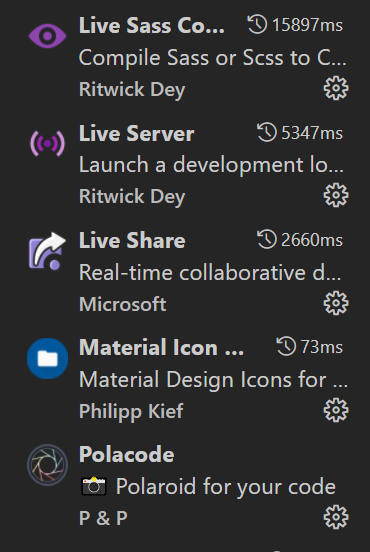 Live Sass Co... 15897ms
Compile Sass or Scss to C...
Ritwick Dey
Live Server 5347ms
Launch a development lo...
Ritwick Dey
Live Share 2660ms
Real-time collaborative d...
Microsoft
Material Icon ... 73ms
Material Design Icons for ...
Philipp Kief
Polacode
📸 Polaroid for your code
P & P